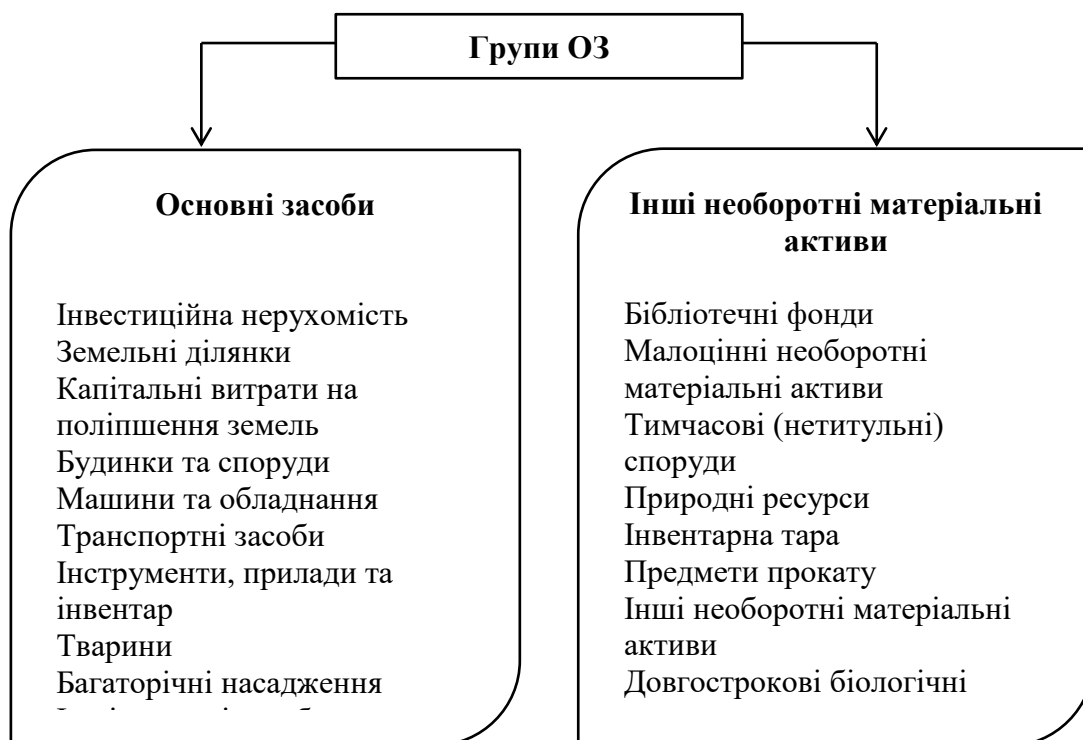 Групи ОЗ
Основні засоби
Інвестиційна нерухомість
Земельні ділянки
Капітальні витрати на
поліпшення земель
Будинки та споруди
Машини та обладнання
Транспортні засоби
Інструменти, прилади та
інвентар
Тварини
Багаторічні насадження
Інші необоротні матеріальні
активи
Бібліотечні фонди
Малоцінні необоротні
матеріальні активи
Тимчасові (нетитульні)
споруди
Природні ресурси
Інвентарна тара
Предмети прокату
Інші необоротні матеріальні
активи
Довгострокові біологічні